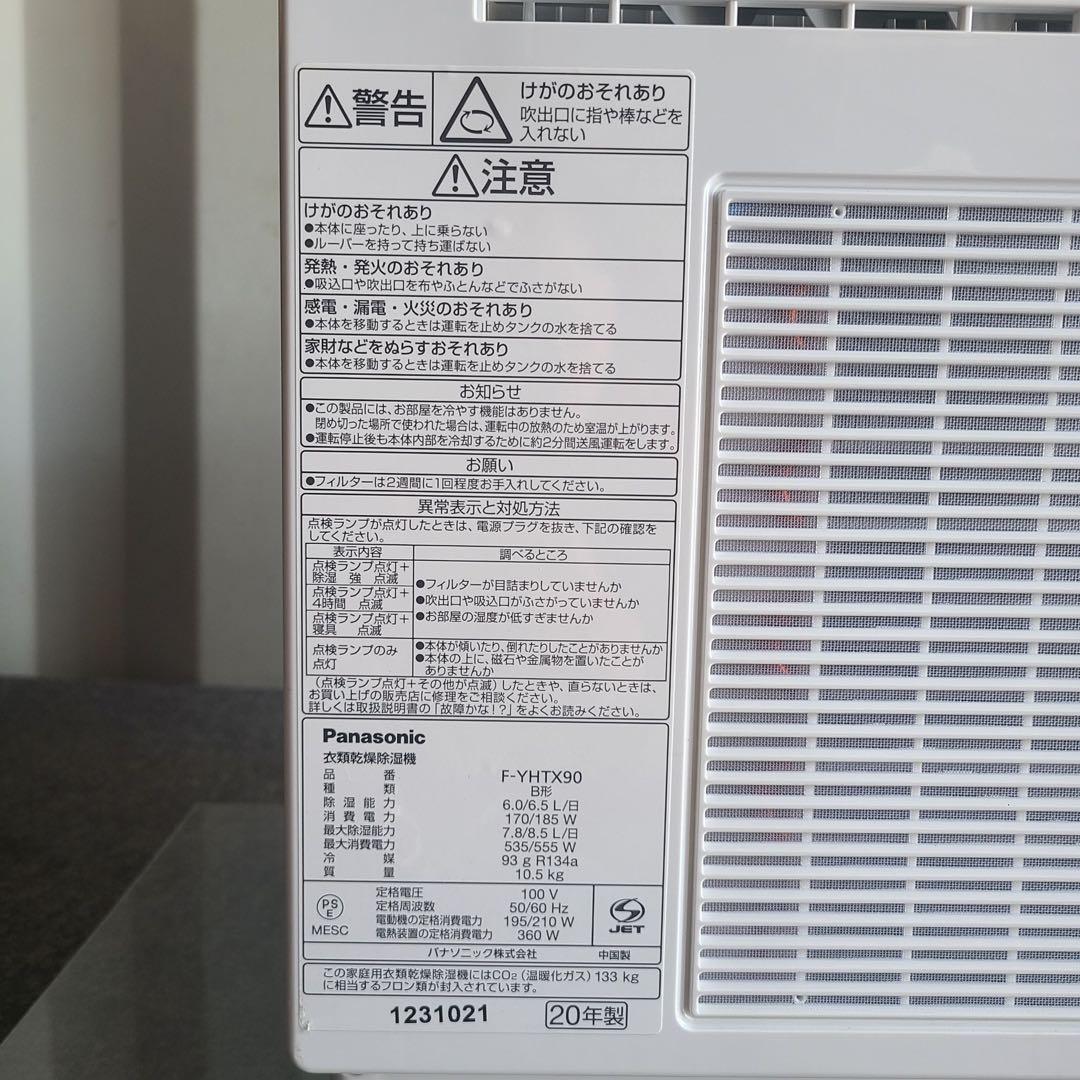 警告
けがのおそれあり
吹出口に指や棒などを
入れない
注意
けがのおそれあり
●本体に座ったり、上に乗らない
●ルーバーを持って持ち運ばない
発熱・発火のおそれあり
●吸込口や吹出口を布やふとんなどでふさがない
感電・漏電・火災のおそれあり
●本体を移動するときは運転を止めタンクの水を捨てる
家財などをぬらすおそれあり
●本体を移動するときは運転を止めタンクの水を捨てる
お知らせ
●この製品には、お部屋を冷やす機能はありません。
閉め切った場所で使われた場合は、運転中の放熱のため室温が上がります。
●運転停止後も本体内部を冷却するために約2分間送風運転をします。
お願い
●フィルターは2週間に1回程度お手入れしてください。
異常表示と対処方法
点検ランプが点灯したときは、電源プラグを抜き、下記の確認を
してください。
表示内容 調べるところ
点検ランプ点灯+
除湿 強 点滅
点検ランプ点灯+
4時間 点滅
点検ランプ点灯+
寝具 点滅
●フィルターが目詰まりしていませんか
●吹出口や吸込口がふさがっていませんか
●お部屋の湿度が低すぎませんか
点検ランプのみ
点灯
●本体が傾いたり、倒れたりしたことがありませんか
●本体の上に、磁石や金属物を置いたことが
ありませんか
(点検ランプ点灯+その他が点滅)したときや、直らないときは、
お買い上げの販売店に修理をご相談ください。
詳しくは取扱説明書の「故障かな!?」をよくお読みください。
Panasonic
衣類乾燥除湿機
品番 F-YHTX90
種類 B形
除湿能力 6.0/6.5 L/日
消費電力 170/185 W
最大除湿能力 7.8/8.5 L/日
最大消費電力 535/555 W
冷媒 93 g R134a
質量 10.5 kg
PS
E
MESC
定格電圧 100 V
定格周波数 50/60 Hz
電動機の定格消費電力 195/210 W
電熱装置の定格消費電力 360 W
JET
パナソニック株式会社 中国製
この家庭用衣類乾燥除湿機にはCO₂(温暖化ガス)133 kg
に相当するフロン類が封入されています。
1231021 20年製